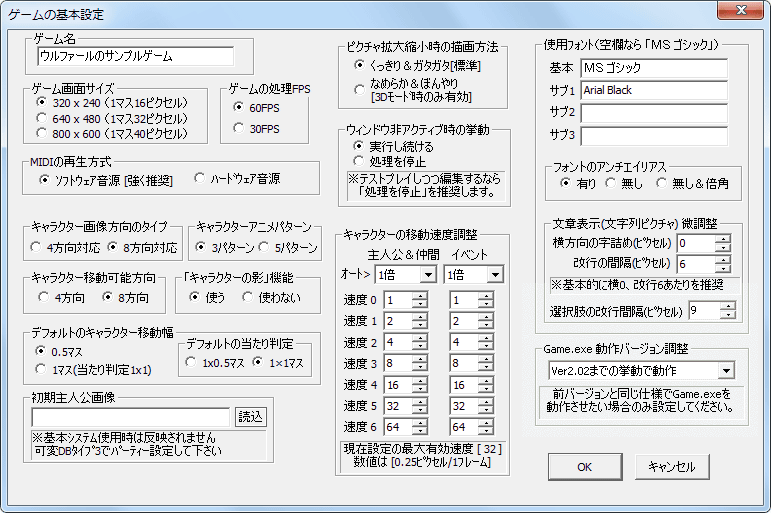 ゲームの基本設定
ゲーム名
ウルファールのサンプルゲーム
ゲーム画面サイズ
320 x 240 (1マス16ピクセル)
640 x 480 (1マス32ピクセル)
800 x 600 (1マス40ピクセル)
ゲームの処理FPS
60FPS
30FPS
MIDIの再生方式
ソフトウェア音源 [強く推奨]
ハードウェア音源
キャラクター画像方向のタイプ
4方向対応
8方向対応
キャラクターアニメパターン
3パターン
5パターン
キャラクター移動可能方向
4方向
8方向
「キャラクターの影」機能
使う
使わない
デフォルトのキャラクター移動幅
0.5マス
1マス(当たり判定1x1)
デフォルトの当たり判定
1x0.5マス
1×1マス
初期主人公画像
読込
※基本システム使用時は反映されません
可変DBタイプ3でパーティー設定して下さい
ピクチャ拡大縮小時の描画方法
くっきり&ガタガタ[標準]
なめらか&ぼんやり
[3Dモード時のみ有効]
ウィンドウ非アクティブ時の挙動
実行し続ける
処理を停止
※テストプレイしつつ編集するなら
「処理を停止」を推奨します。
キャラクターの移動速度調整
主人公&仲間 イベント
オート> 1倍 1倍
速度 0 1 1
速度 1 2 2
速度 2 4 4
速度 3 8 8
速度 4 16 16
速度 5 32 32
速度 6 64 64
現在設定の最大有効速度 [ 32 ]
数値は [0.25ピクセル/1フレーム]
使用フォント(空欄なら「MS ゴシック」)
基本 MS ゴシック
サブ1 Arial Black
サブ2
サブ3
フォントのアンチエイリアス
有り
無し
無し&倍角
文章表示(文字列ピクチャ) 微調整
横方向の字詰め(ピクセル) 0
改行の間隔(ピクセル) 6
※基本的に横0、改行6あたりを推奨
選択肢の改行間隔(ピクセル) 9
Game.exe 動作バージョン調整
Ver2.02までの挙動で動作
前バージョンと同じ仕様でGame.exeを
動作させたい場合のみ設定してください。
OK
キャンセル